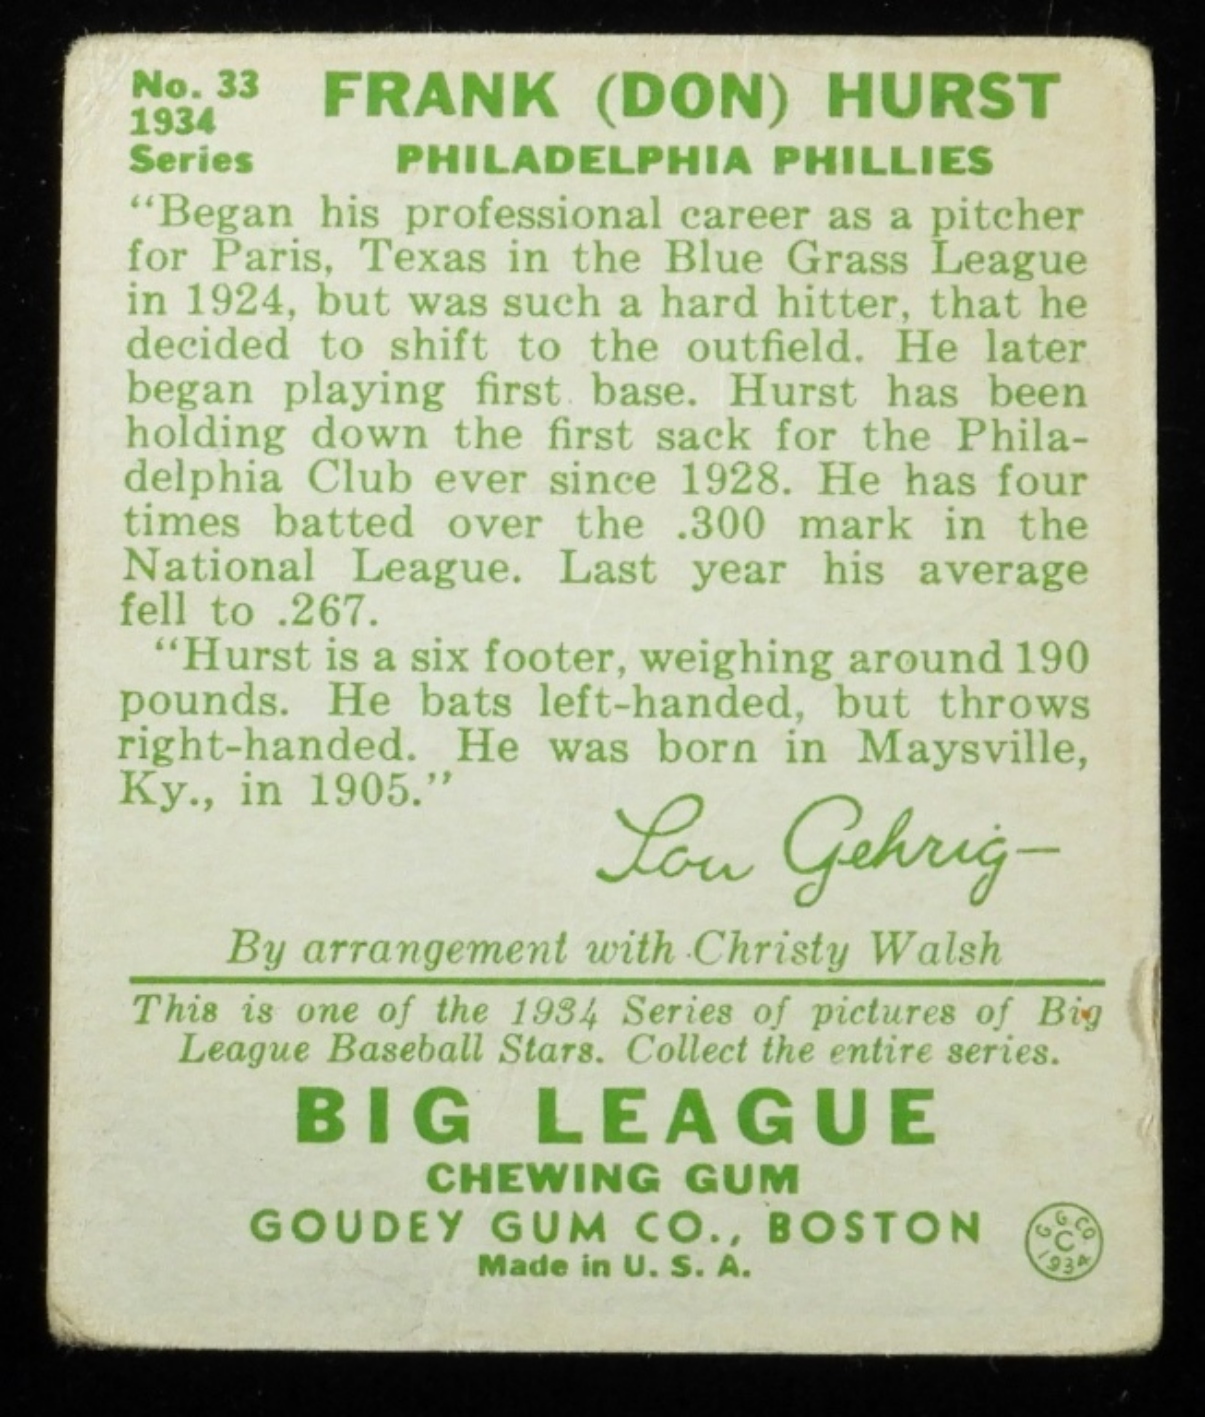 No. 33
1934
Series
FRANK (DON) HURST
PHILADELPHIA PHILLIES
“Began his professional career as a pitcher
for Paris, Texas in the Blue Grass League
in 1924, but was such a hard hitter, that he
decided to shift to the outfield. He later
began playing first base. Hurst has been
holding down the first sack for the Phila-
delphia Club ever since 1928. He has four
times batted over the .300 mark in the
National League. Last year his average
fell to .267.
“Hurst is a six footer, weighing around 190
pounds. He bats left-handed, but throws
right-handed. He was born in Maysville,
Ky., in 1905.”
Lou Gehrig—
By arrangement with Christy Walsh
This is one of the 1934 Series of pictures of Big
League Baseball Stars. Collect the entire series.
BIG LEAGUE
CHEWING GUM
GOUDEY GUM CO., BOSTON
Made in U. S. A.
G. G. CO.
C
1934